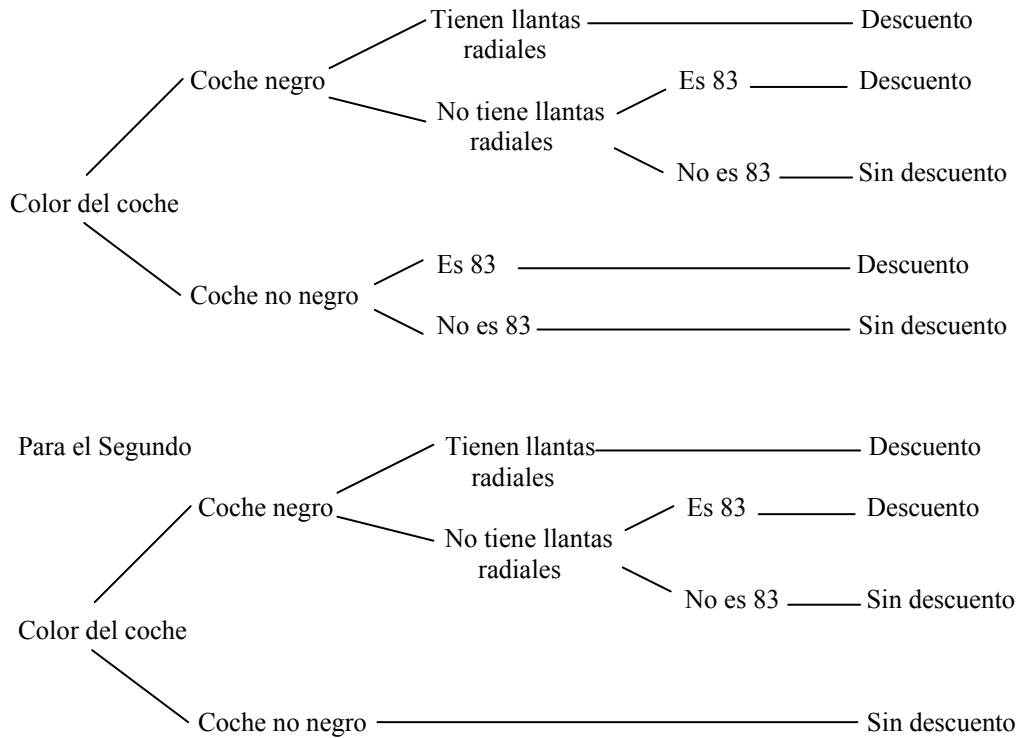 Tienen llantas Descuento
radiales
Coche negro Es 83 Descuento
No tiene llantas
radiales
No es 83 Sin descuento
Color del coche
Es 83 Descuento
Coche no negro
No es 83 Sin descuento
Para el Segundo Tienen llantas Descuento
radiales
Coche negro Es 83 Descuento
No tiene llantas
radiales
No es 83 Sin descuento
Color del coche
Coche no negro Sin descuento